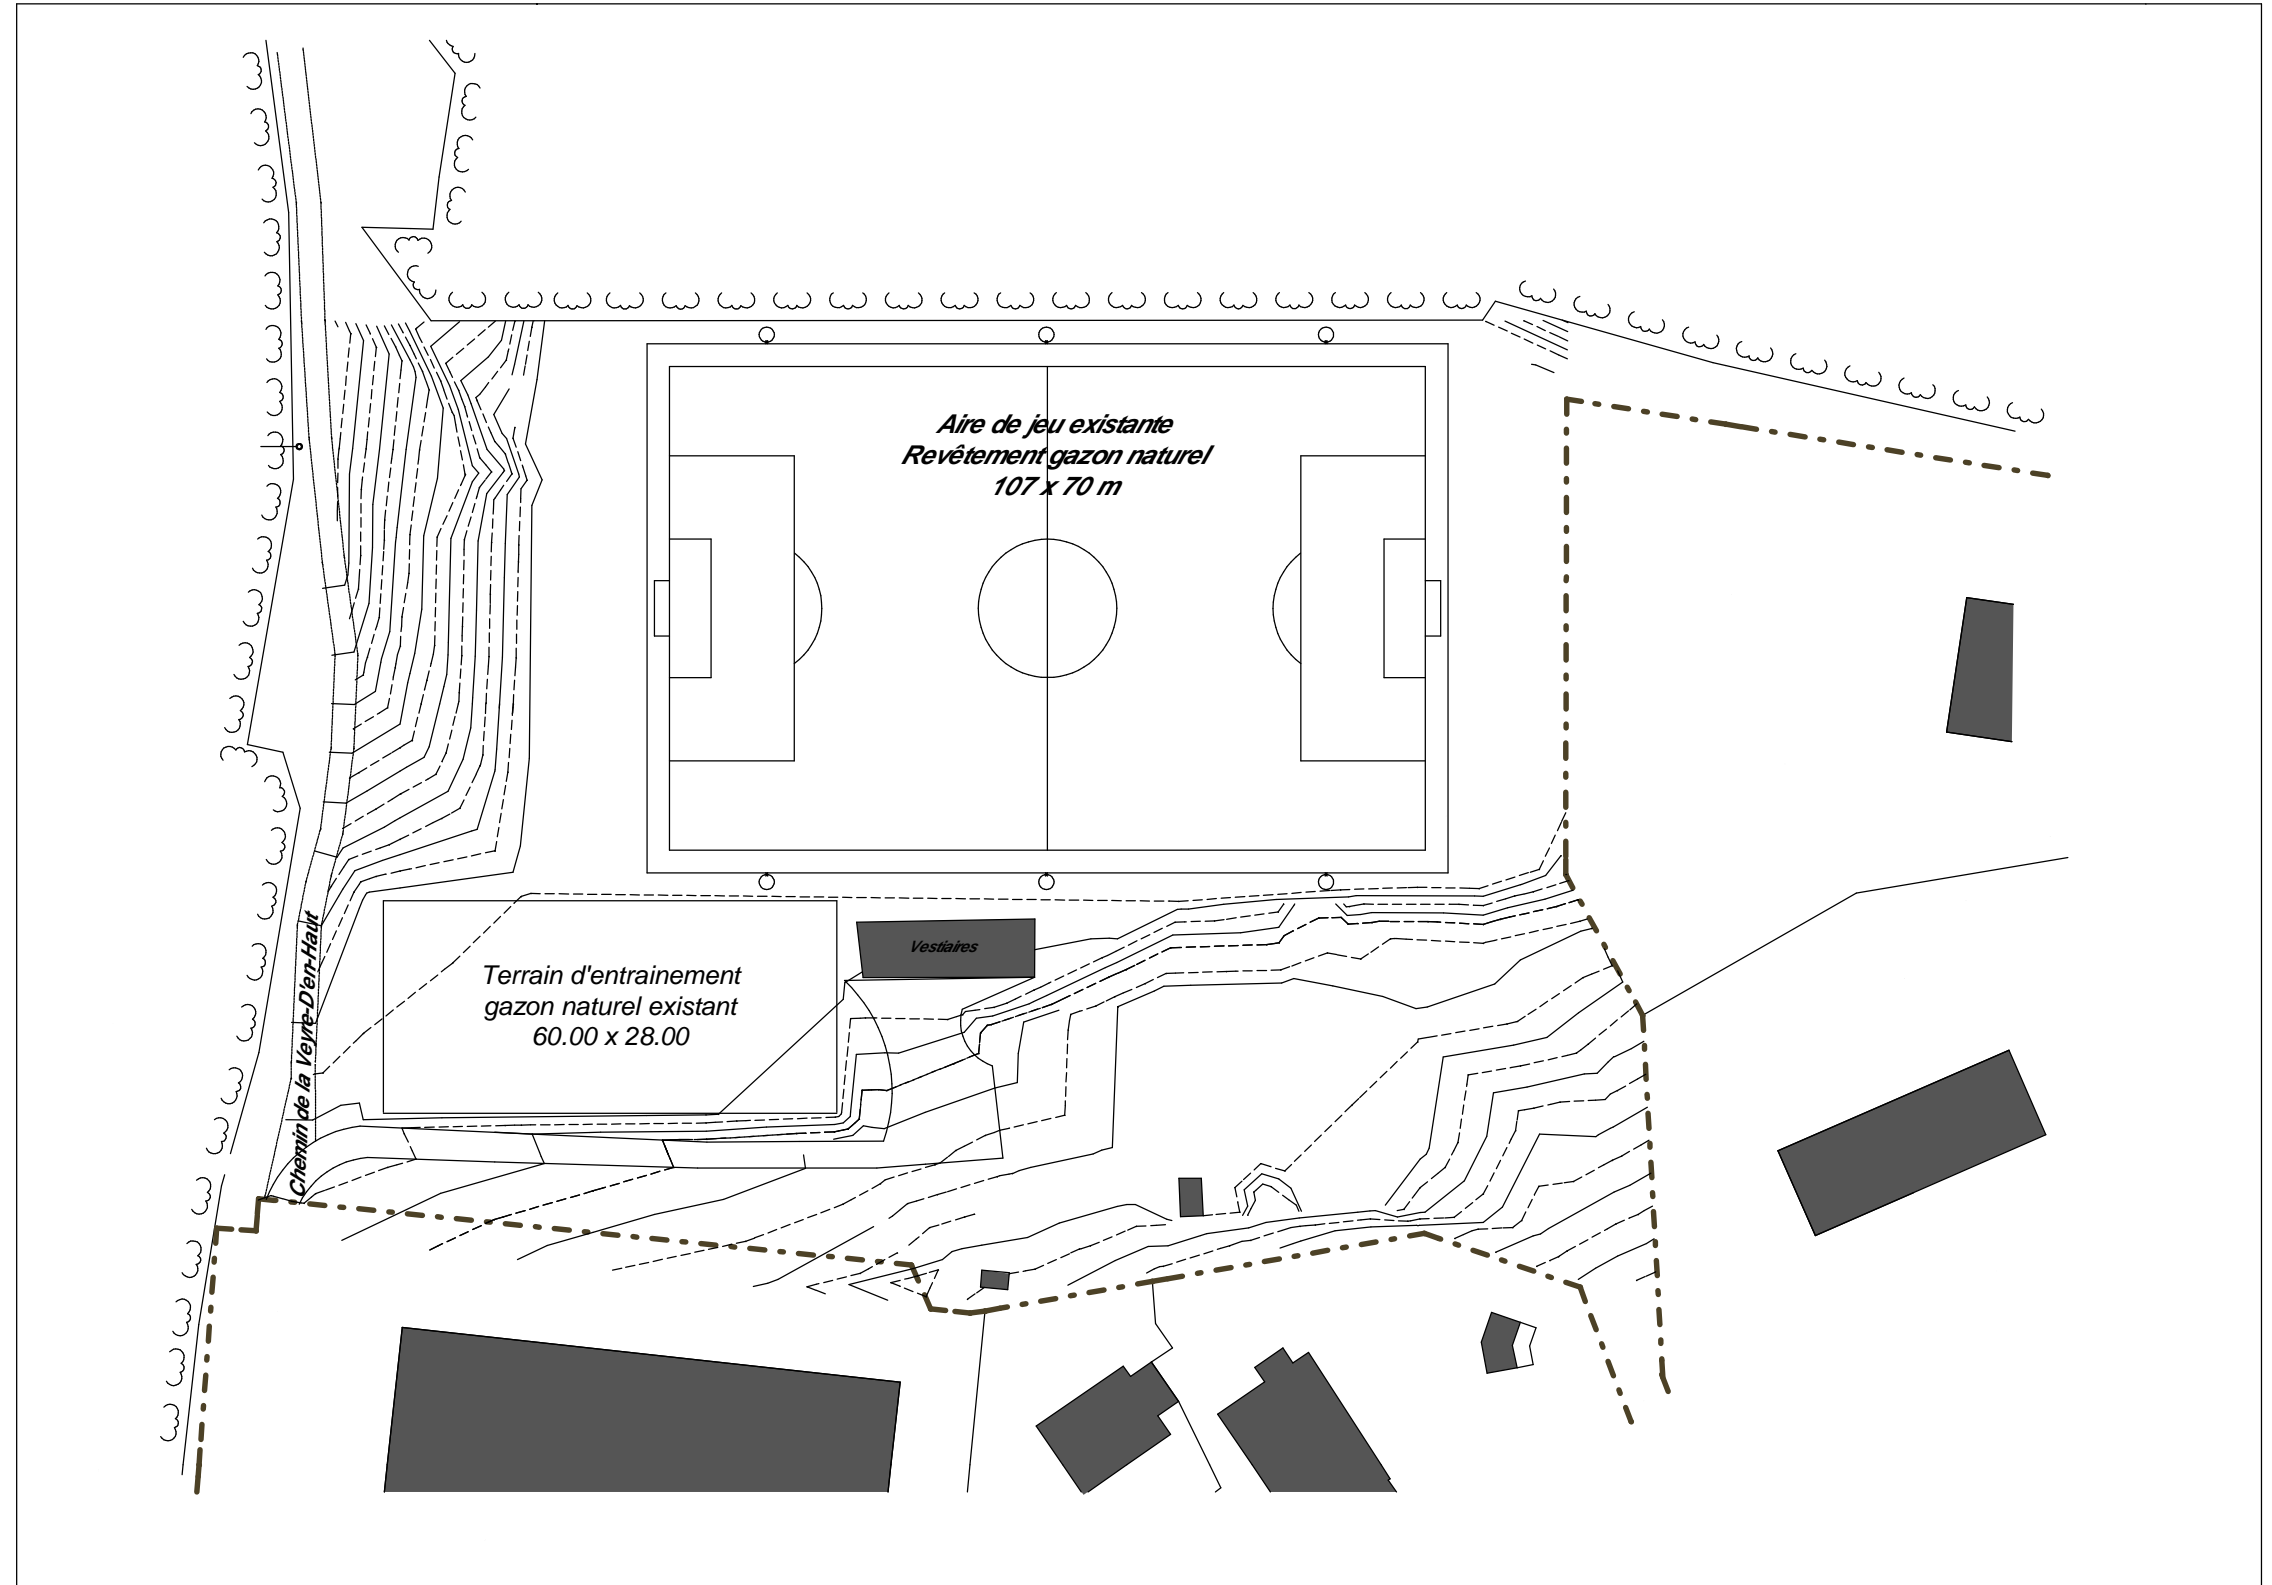 Aire de jeu existante
Revêtement gazon naturel
107 x 70 m
Vestiaires
Terrain d'entrainement
gazon naturel existant
60.00 x 28.00
Chemin de la Veyre-D'en-Haut